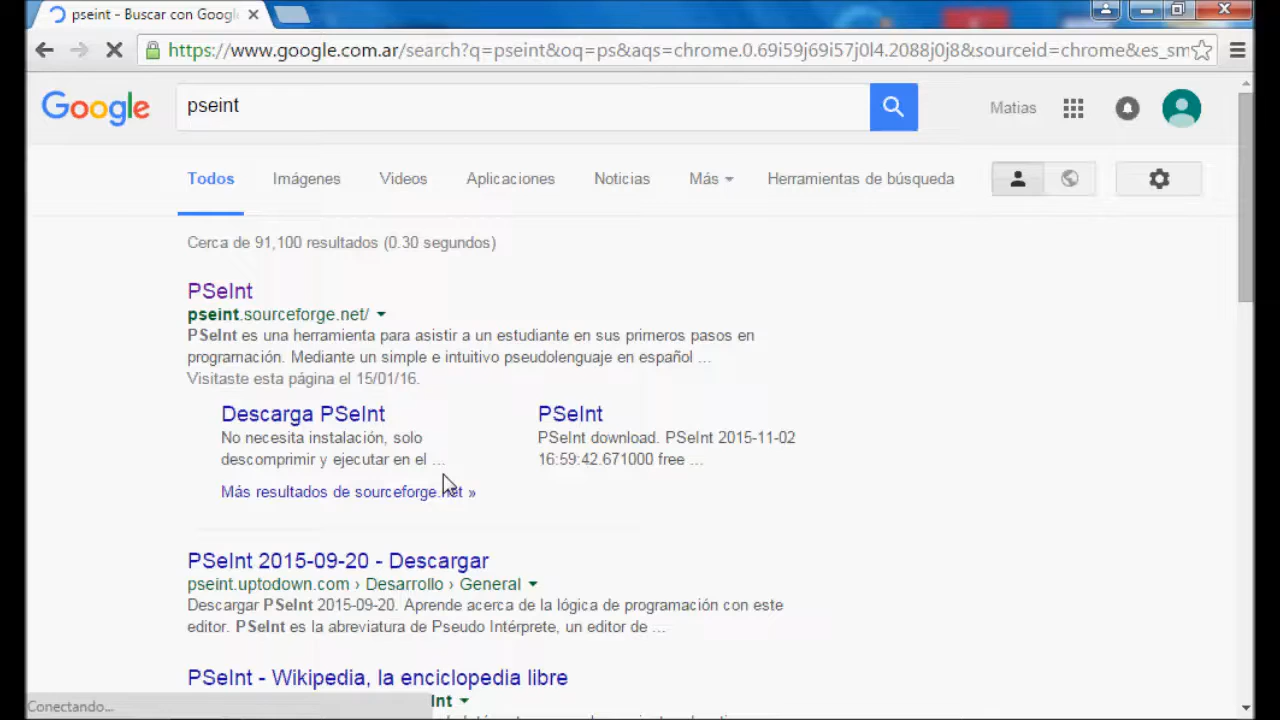 pseint - Buscar con Google
https://www.google.com.ar/search?q=pseint&oq=ps&aqs=chrome.0.69i59j69i57j0l4.2088j0j8&sourceid=chrome&es_sm
Google
pseint
Matias
Todos Imágenes Videos Aplicaciones Noticias Más Herramientas de búsqueda
Cerca de 91,100 resultados (0.30 segundos)
PSeInt
pseint.sourceforge.net/
PSeInt es una herramienta para asistir a un estudiante en sus primeros pasos en
programación. Mediante un simple e intuitivo pseudolenguaje en español ...
Visitaste esta página el 15/01/16.
Descarga PSeInt
No necesita instalación, solo
descomprimir y ejecutar en el ...
PSeInt
PSeInt download. PSeInt 2015-11-02
16:59:42.671000 free ...
Más resultados de sourceforge.net »
PSeInt 2015-09-20 - Descargar
pseint.uptodown.com › Desarrollo › General
Descargar PSeInt 2015-09-20. Aprende acerca de la lógica de programación con este
editor. PSeInt es la abreviatura de Pseudo Intérprete, un editor de ...
PSeInt - Wikipedia, la enciclopedia libre
Int
Conectando...